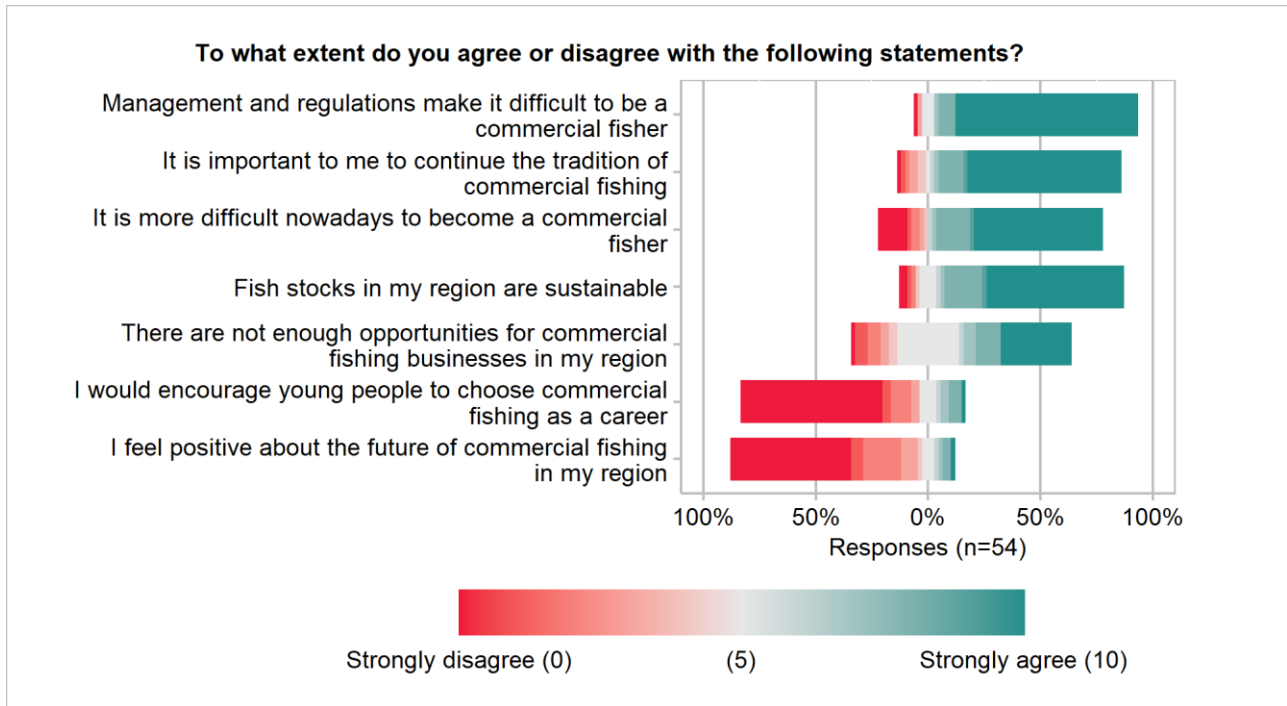 To what extent do you agree or disagree with the following statements?
Management and regulations make it difficult to be a
commercial fisher
It is important to me to continue the tradition of
commercial fishing
It is more difficult nowadays to become a commercial
fisher
Fish stocks in my region are sustainable
There are not enough opportunities for commercial
fishing businesses in my region
I would encourage young people to choose commercial
fishing as a career
I feel positive about the future of commercial fishing
in my region
100% 50% 0% 50% 100%
Responses (n=54)
Strongly disagree (0) (5) Strongly agree (10)